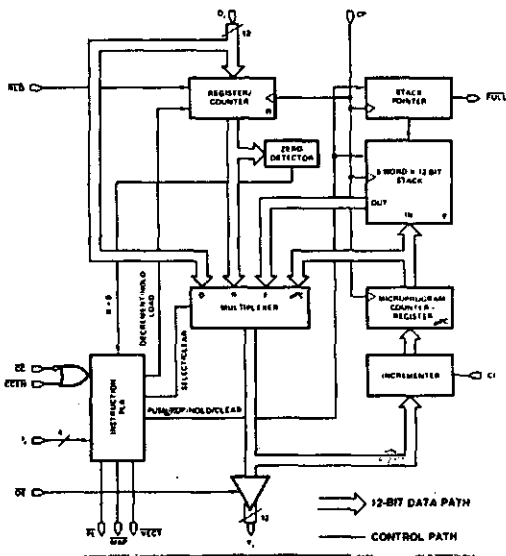 D
CP
12
RLD
REGISTER/
COUNTER
R
STACK
POINTER
FULL
ZERO
DETECTOR
5 WORD × 12 BIT
STACK
OUT
IN
F
D
R
F
μPC
MULTIPLEXER
MICROPROGRAM
COUNTER-
REGISTER
μPC
R = 0
DECREMENT/HOLD
LOAD
SELECT/CLEAR
CC
CCEN
INSTRUCTION
PLA
PUSH/POP/HOLD/CLEAR
INCREMENTER
CI
I
4
OE
12-BIT DATA PATH
CONTROL PATH
PL
MAP
VECT
12
Y